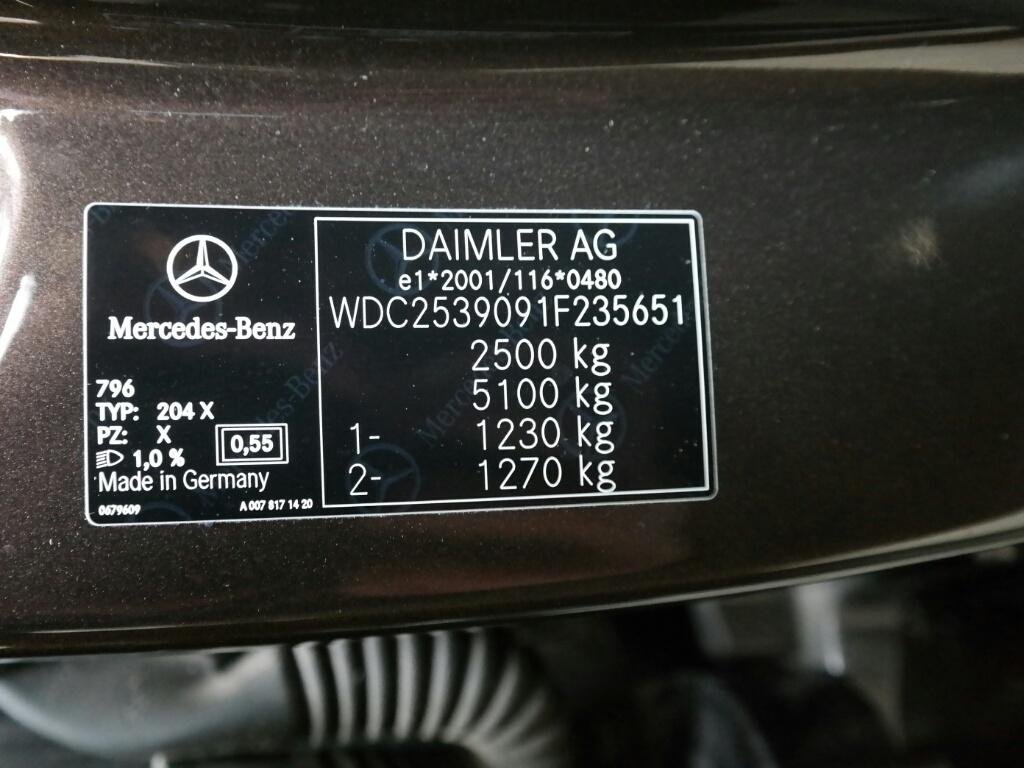 Mercedes-Benz
796
TYP: 204 X
PZ: X
0,55
1,0 %
Made in Germany
0679609
A 007 817 14 20
DAIMLER AG
e1*2001/116*0480
WDC2539091F235651
2500 kg
5100 kg
1- 1230 kg
2- 1270 kg